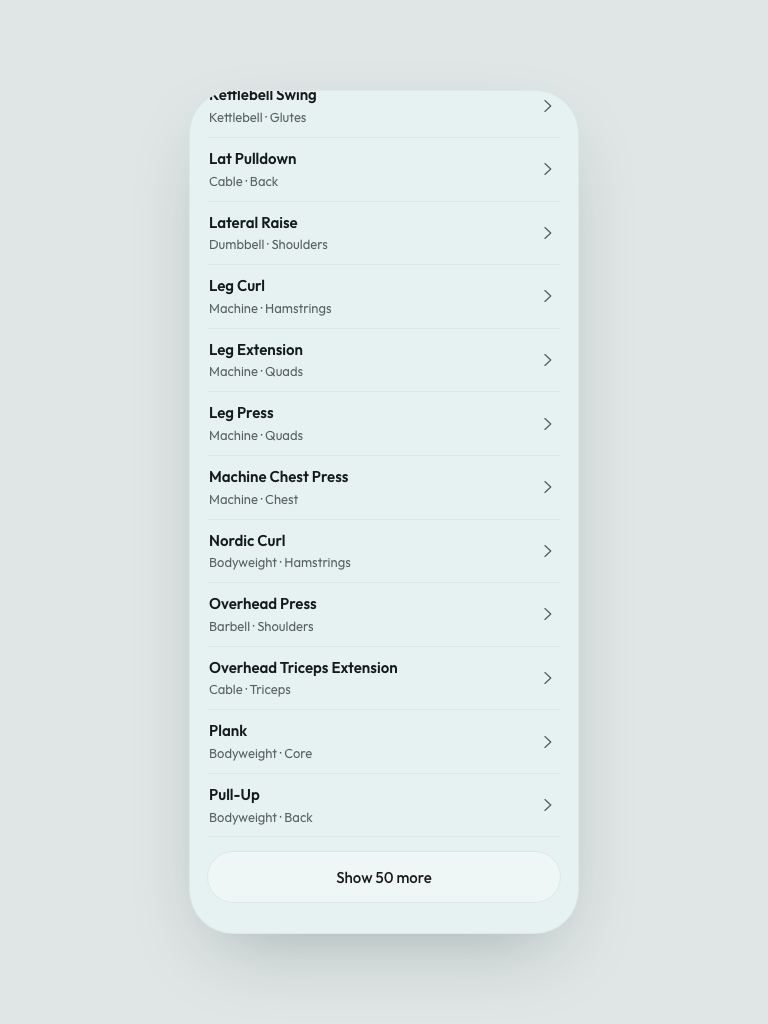 Kettlebell Swing
Kettlebell · Glutes
Lat Pulldown
Cable · Back
Lateral Raise
Dumbbell · Shoulders
Leg Curl
Machine · Hamstrings
Leg Extension
Machine · Quads
Leg Press
Machine · Quads
Machine Chest Press
Machine · Chest
Nordic Curl
Bodyweight · Hamstrings
Overhead Press
Barbell · Shoulders
Overhead Triceps Extension
Cable · Triceps
Plank
Bodyweight · Core
Pull-Up
Bodyweight · Back
Show 50 more